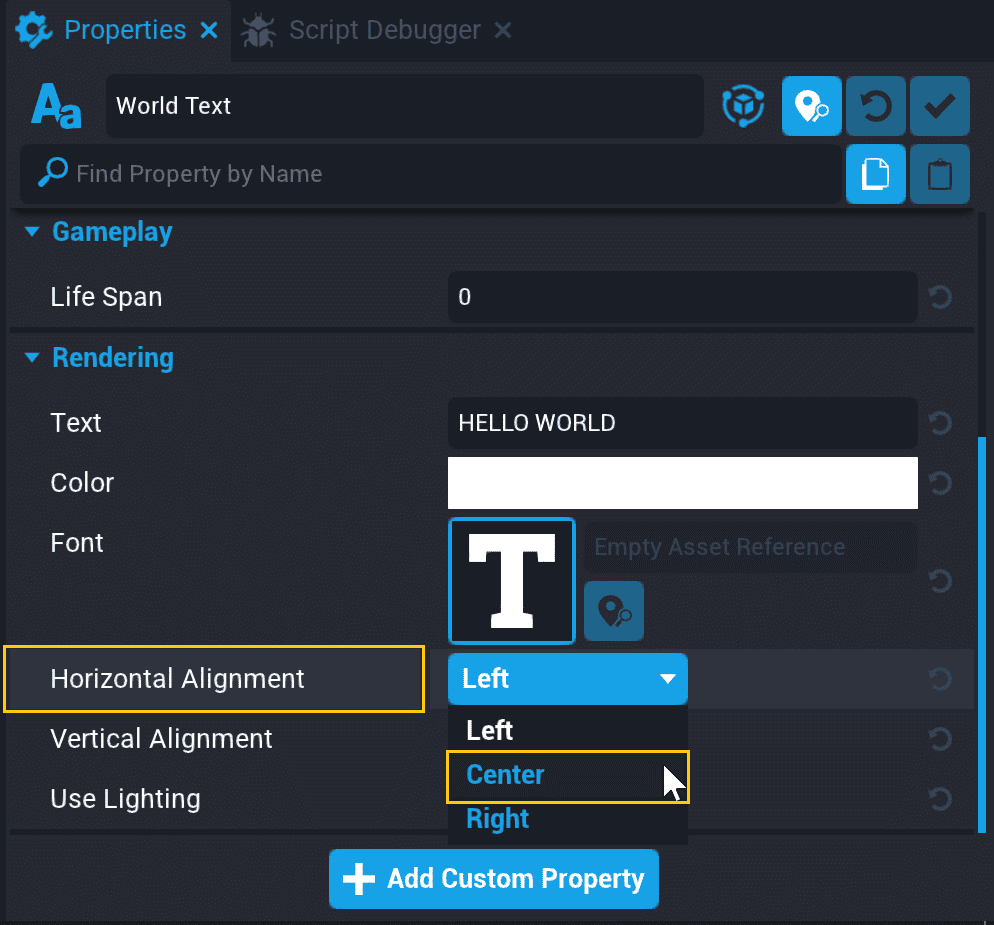 Properties
Script Debugger
Aa
World Text
Find Property by Name
Gameplay
Life Span
0
Rendering
Text
HELLO WORLD
Color
Font
T
Empty Asset Reference
Horizontal Alignment
Left
Left
Vertical Alignment
Center
Use Lighting
Right
Add Custom Property